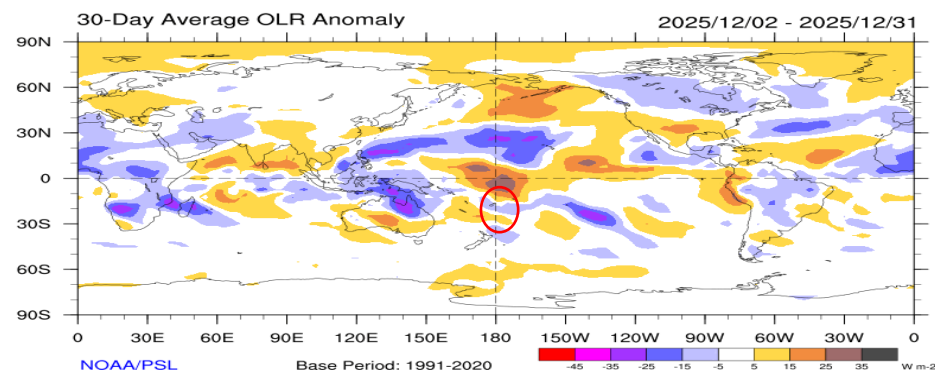 30-Day Average OLR Anomaly 2025/12/02 - 2025/12/31
90N
60N
30N
0
30S
60S
90S
0 30E 60E 90E 120E 150E 180 150W 120W 90W 60W 30W 0
NOAA/PSL Base Period: 1991-2020
-45 -35 -25 -15 -5 5 15 25 35 W m-2